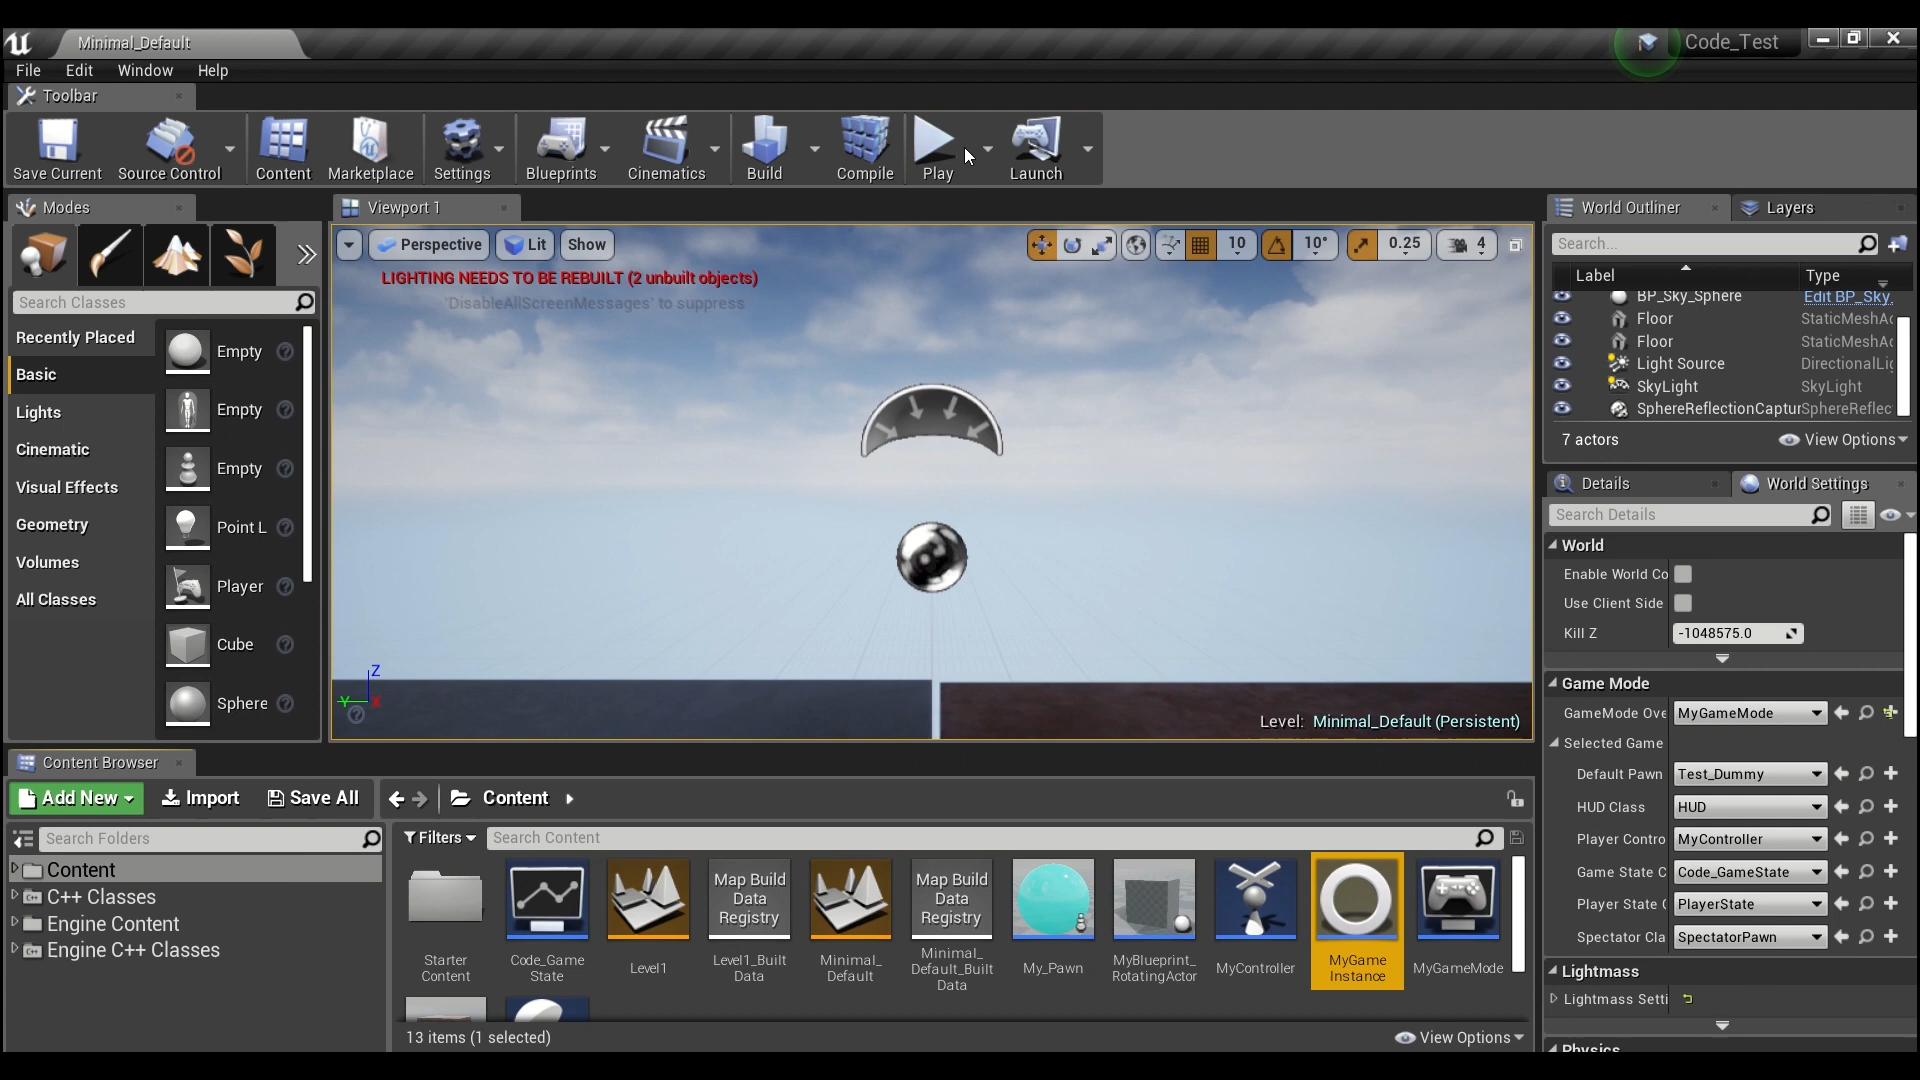 Minimal_Default
Code_Test
File Edit Window Help
Toolbar
Save Current
Source Control
Content
Marketplace
Settings
Blueprints
Cinematics
Build
Compile
Play
Launch
Modes
Search Classes
Recently Placed
Basic
Lights
Cinematic
Visual Effects
Geometry
Volumes
All Classes
Empty
Empty
Empty
Point L
Player
Cube
Sphere
Viewport 1
Perspective Lit Show
10 10° 0.25 4
LIGHTING NEEDS TO BE REBUILT (2 unbuilt objects)
'DisableAllScreenMessages' to suppress
Z
Y X
Level: Minimal_Default (Persistent)
World Outliner Layers
Search...
Label Type
BP_Sky_Sphere Edit BP_Sky
Floor StaticMeshAc
Floor StaticMeshAc
Light Source DirectionalLig
SkyLight SkyLight
SphereReflectionCaptur SphereReflec
7 actors View Options
Details World Settings
Search Details
World
Enable World Co
Use Client Side
Kill Z -1048575.0
Game Mode
GameMode Ove MyGameMode
Selected Game
Default Pawn Test_Dummy
HUD Class HUD
Player Contro MyController
Game State C Code_GameState
Player State C PlayerState
Spectator Cla SpectatorPawn
Lightmass
Lightmass Setti
Physics
Content Browser
Add New Import Save All Content
Search Folders
Content
C++ Classes
Engine Content
Engine C++ Classes
Filters Search Content
Starter
Content
Code_Game
State
Level1
Map Build
Data
Registry
Level1_Built
Data
Minimal_
Default
Map Build
Data
Registry
Minimal_
Default_Built
Data
My_Pawn
MyBlueprint_
RotatingActor
MyController
MyGame
Instance
MyGameMode
13 items (1 selected) View Options